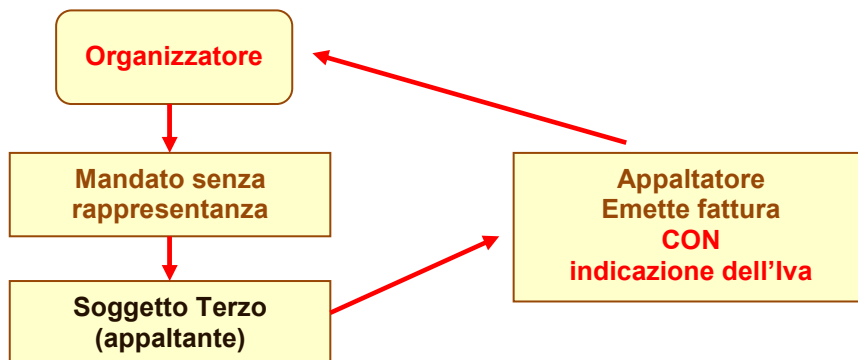 Organizzatore
Mandato senza
rappresentanza
Soggetto Terzo
(appaltante)
Appaltatore
Emette fattura
CON
indicazione dell'Iva